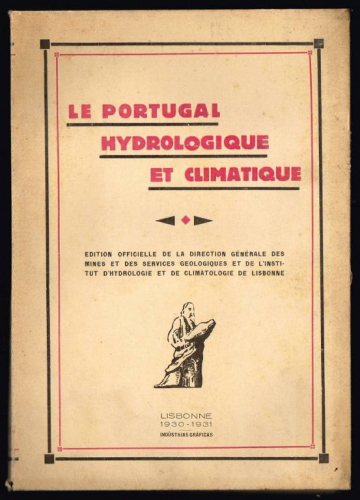 LE PORTUGAL
HYDROLOGIQUE
ET CLIMATIQUE
EDITION OFFICIELLE DE LA DIRECTION GÉNÉRALE DES
MINES ET DES SERVICES GEOLOGIQUES ET DE L'INSTI-
TUT D'HYDROLOGIE ET DE CLIMATOLOGIE DE LISBONNE
LISBONNE
1930-1931
INDÚSTRIAS GRÁFICAS